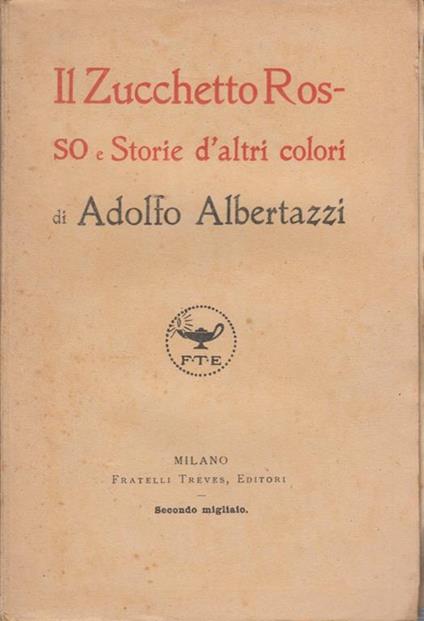 Il Zucchetto Ros-
so e Storie d'altri colori
di Adolfo Albertazzi
F·T·E
MILANO
FRATELLI TREVES, EDITORI
—
Secondo migliaio.